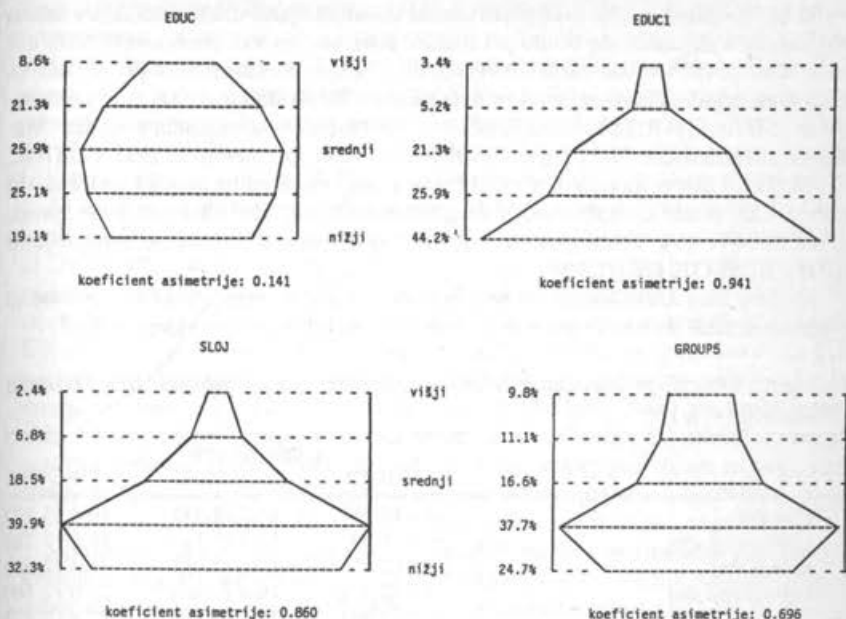 EDUC
8.6%
21.3%
25.9%
25.1%
19.1%
višji
srednji
nižji
koeficient asimetrije: 0.141
EDUC1
3.4%
5.2%
21.3%
25.9%
44.2%
koeficient asimetrije: 0.941
SLOJ
2.4%
6.8%
18.5%
39.9%
32.3%
višji
srednji
nižji
koeficient asimetrije: 0.860
GROUP5
9.8%
11.1%
16.6%
37.7%
24.7%
koeficient asimetrije: 0.696